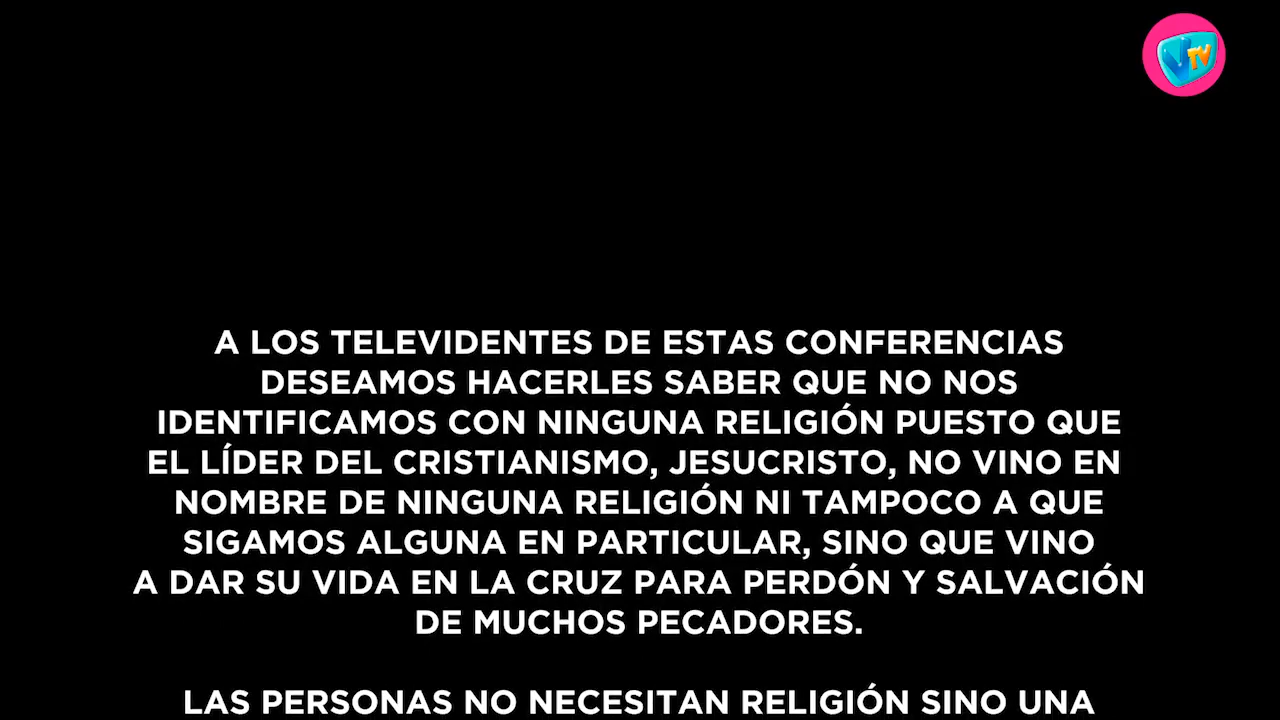 VTV
A LOS TELEVIDENTES DE ESTAS CONFERENCIAS
DESEAMOS HACERLES SABER QUE NO NOS
IDENTIFICAMOS CON NINGUNA RELIGIÓN PUESTO QUE
EL LÍDER DEL CRISTIANISMO, JESUCRISTO, NO VINO EN
NOMBRE DE NINGUNA RELIGIÓN NI TAMPOCO A QUE
SIGAMOS ALGUNA EN PARTICULAR, SINO QUE VINO
A DAR SU VIDA EN LA CRUZ PARA PERDÓN Y SALVACIÓN
DE MUCHOS PECADORES.
LAS PERSONAS NO NECESITAN RELIGIÓN SINO UNA